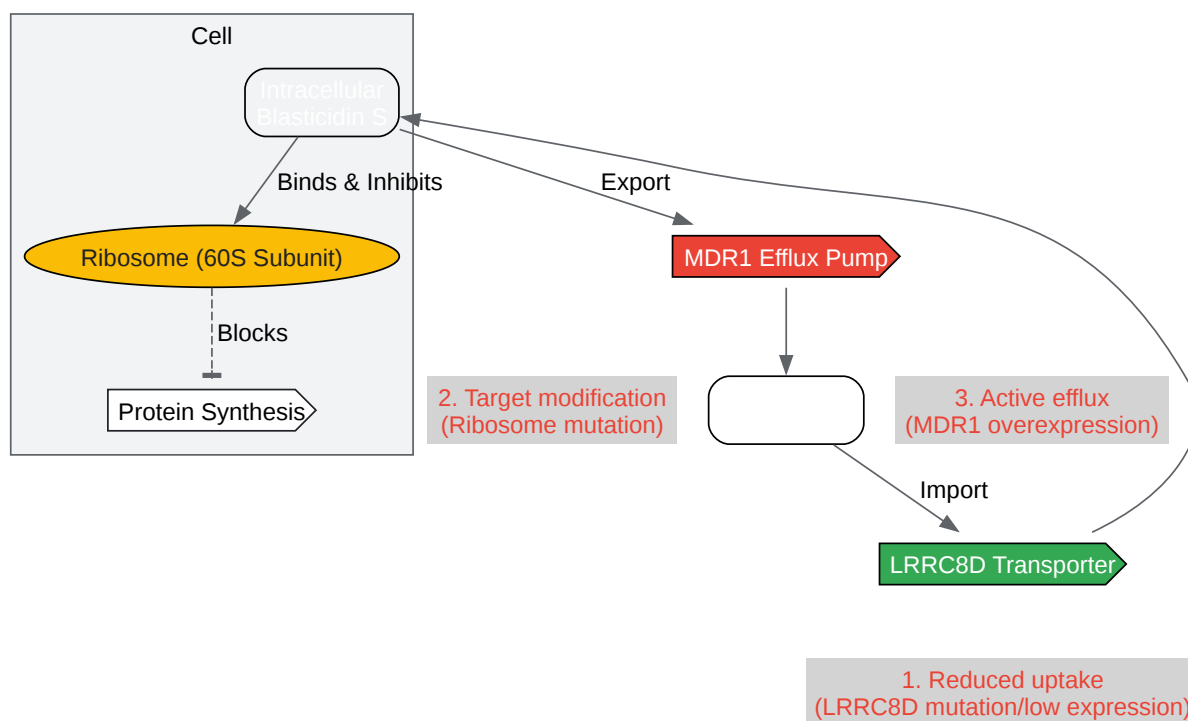 Cell
Intracellular
Blasticidin S
Binds & Inhibits
Export
Ribosome (60S Subunit)
MDR1 Efflux Pump
Blocks
Protein Synthesis
2. Target modification
(Ribosome mutation)
3. Active efflux
(MDR1 overexpression)
Import
LRRC8D Transporter
1. Reduced uptake
(LRRC8D mutation/low expression)